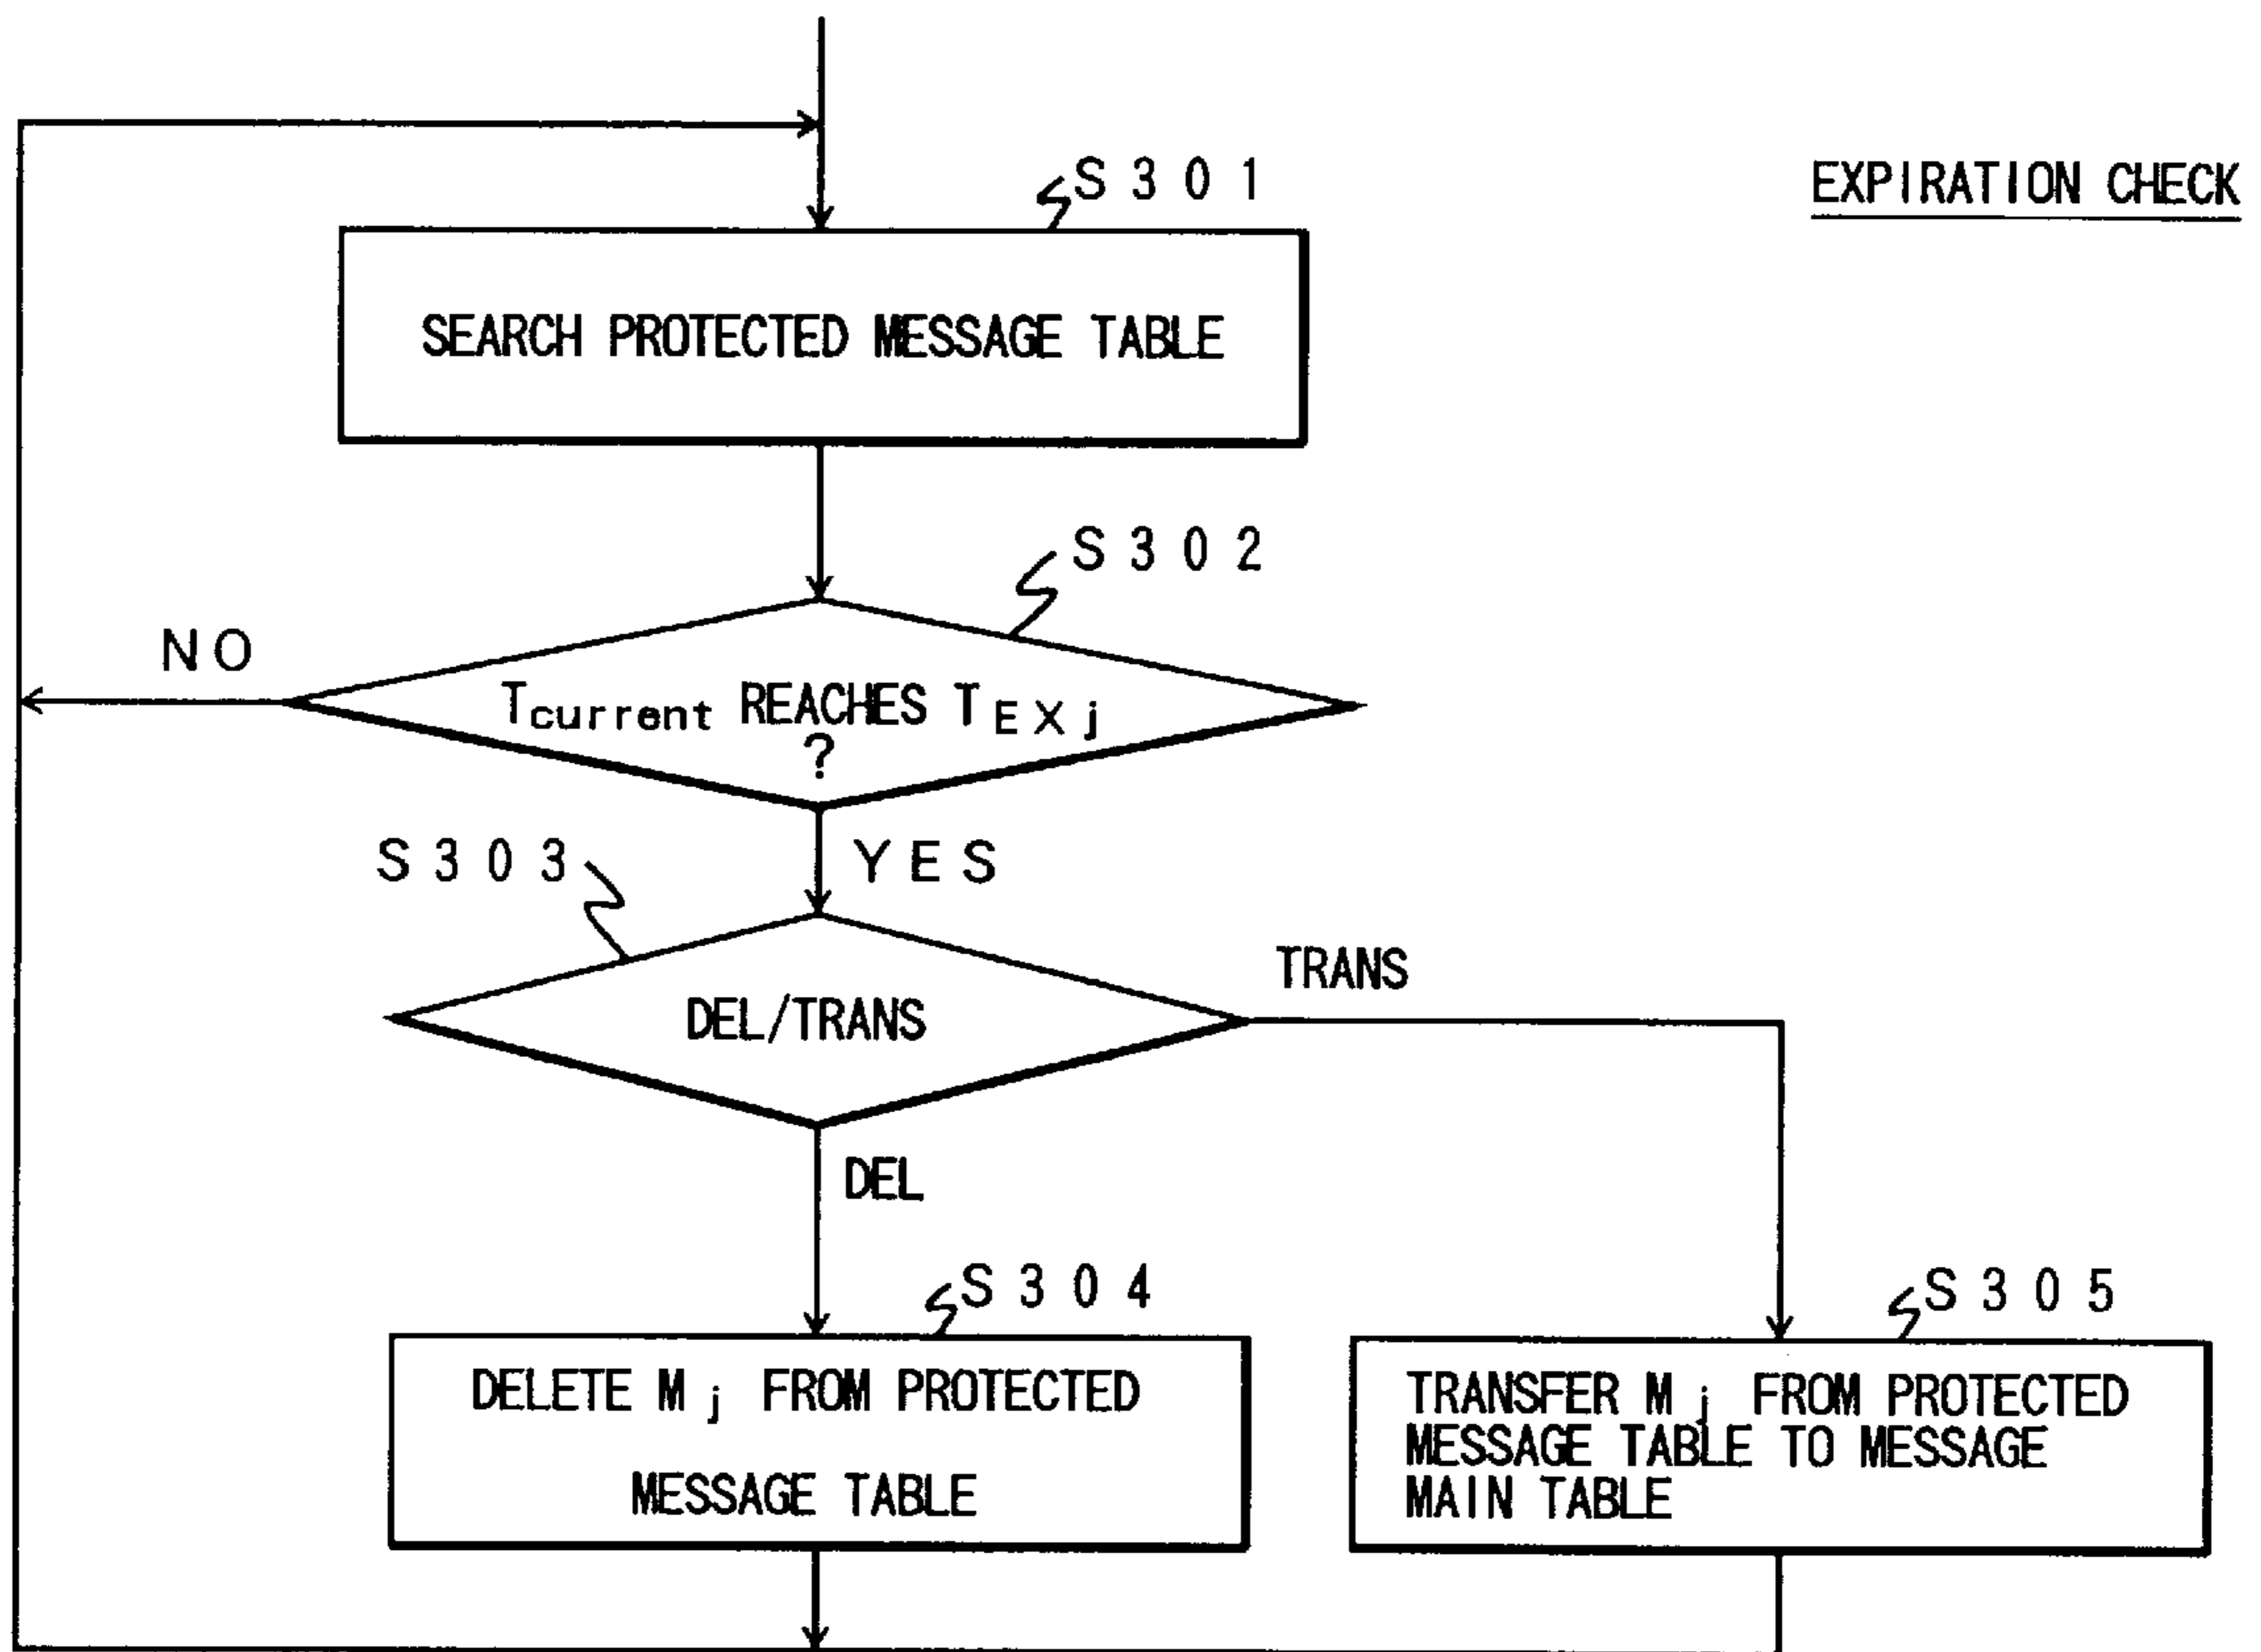 S301
EXPIRATION CHECK
SEARCH PROTECTED MESSAGE TABLE
S302
NO
Tcurrent REACHES TEXj
?
S303
YES
TRANS
DEL/TRANS
DEL
S304
S305
DELETE Mj FROM PROTECTED
MESSAGE TABLE
TRANSFER Mj FROM PROTECTED
MESSAGE TABLE TO MESSAGE
MAIN TABLE